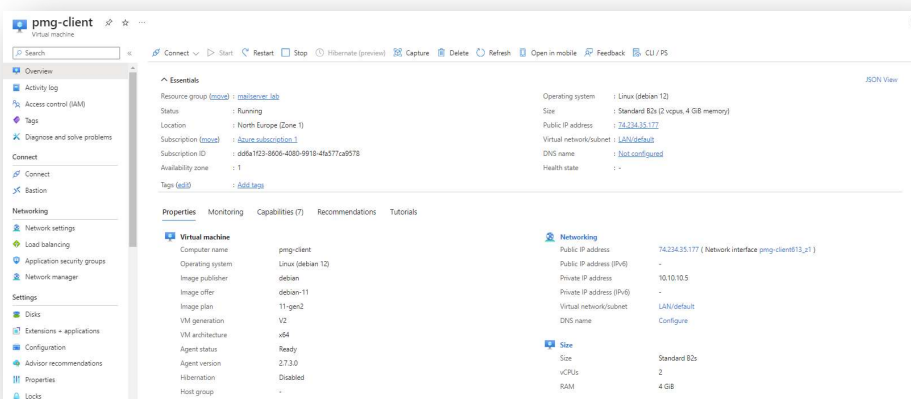 pmg-client
Virtual machine
Search
Connect Start Restart Stop Hibernate (preview) Capture Delete Refresh Open in mobile Feedback CLI / PS
Overview
Activity log
Access control (IAM)
Tags
Diagnose and solve problems
Connect
Connect
Bastion
Networking
Network settings
Load balancing
Application security groups
Network manager
Settings
Disks
Extensions + applications
Configuration
Advisor recommendations
Properties
Locks
Essentials
JSON View
Resource group (move) : mailserver_lab
Status : Running
Location : North Europe (Zone 1)
Subscription (move) : Azure subscription 1
Subscription ID : dd6a1f23-8606-4080-9918-4fa577ca9578
Availability zone : 1
Tags (edit) : Add tags
Operating system : Linux (debian 12)
Size : Standard B2s (2 vcpus, 4 GiB memory)
Public IP address : 74.234.35.177
Virtual network/subnet : LAN/default
DNS name : Not configured
Health state : -
Properties Monitoring Capabilities (7) Recommendations Tutorials
Virtual machine
Computer name pmg-client
Operating system Linux (debian 12)
Image publisher debian
Image offer debian-11
Image plan 11-gen2
VM generation V2
VM architecture x64
Agent status Ready
Agent version 2.7.3.0
Hibernation Disabled
Host group -
Networking
Public IP address 74.234.35.177 ( Network interface pmg-client613_z1 )
Public IP address (IPv6) -
Private IP address 10.10.10.5
Private IP address (IPv6) -
Virtual network/subnet LAN/default
DNS name Configure
Size
Size Standard B2s
vCPUs 2
RAM 4 GiB